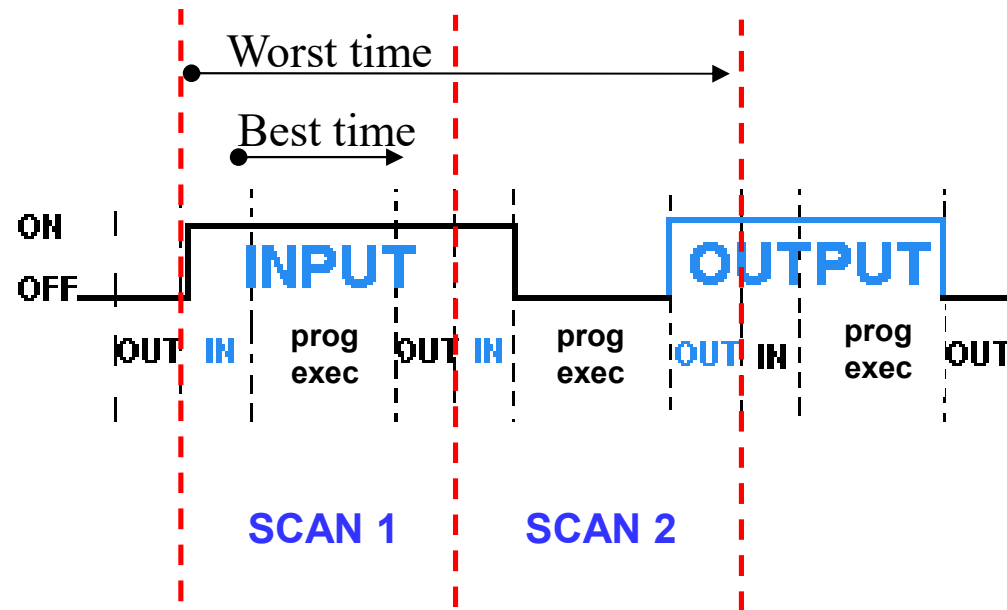 Worst time
Best time
ON
INPUT
OUTPUT
OFF
OUT IN prog exec OUT IN prog exec OUT IN prog exec OUT
SCAN 1 SCAN 2